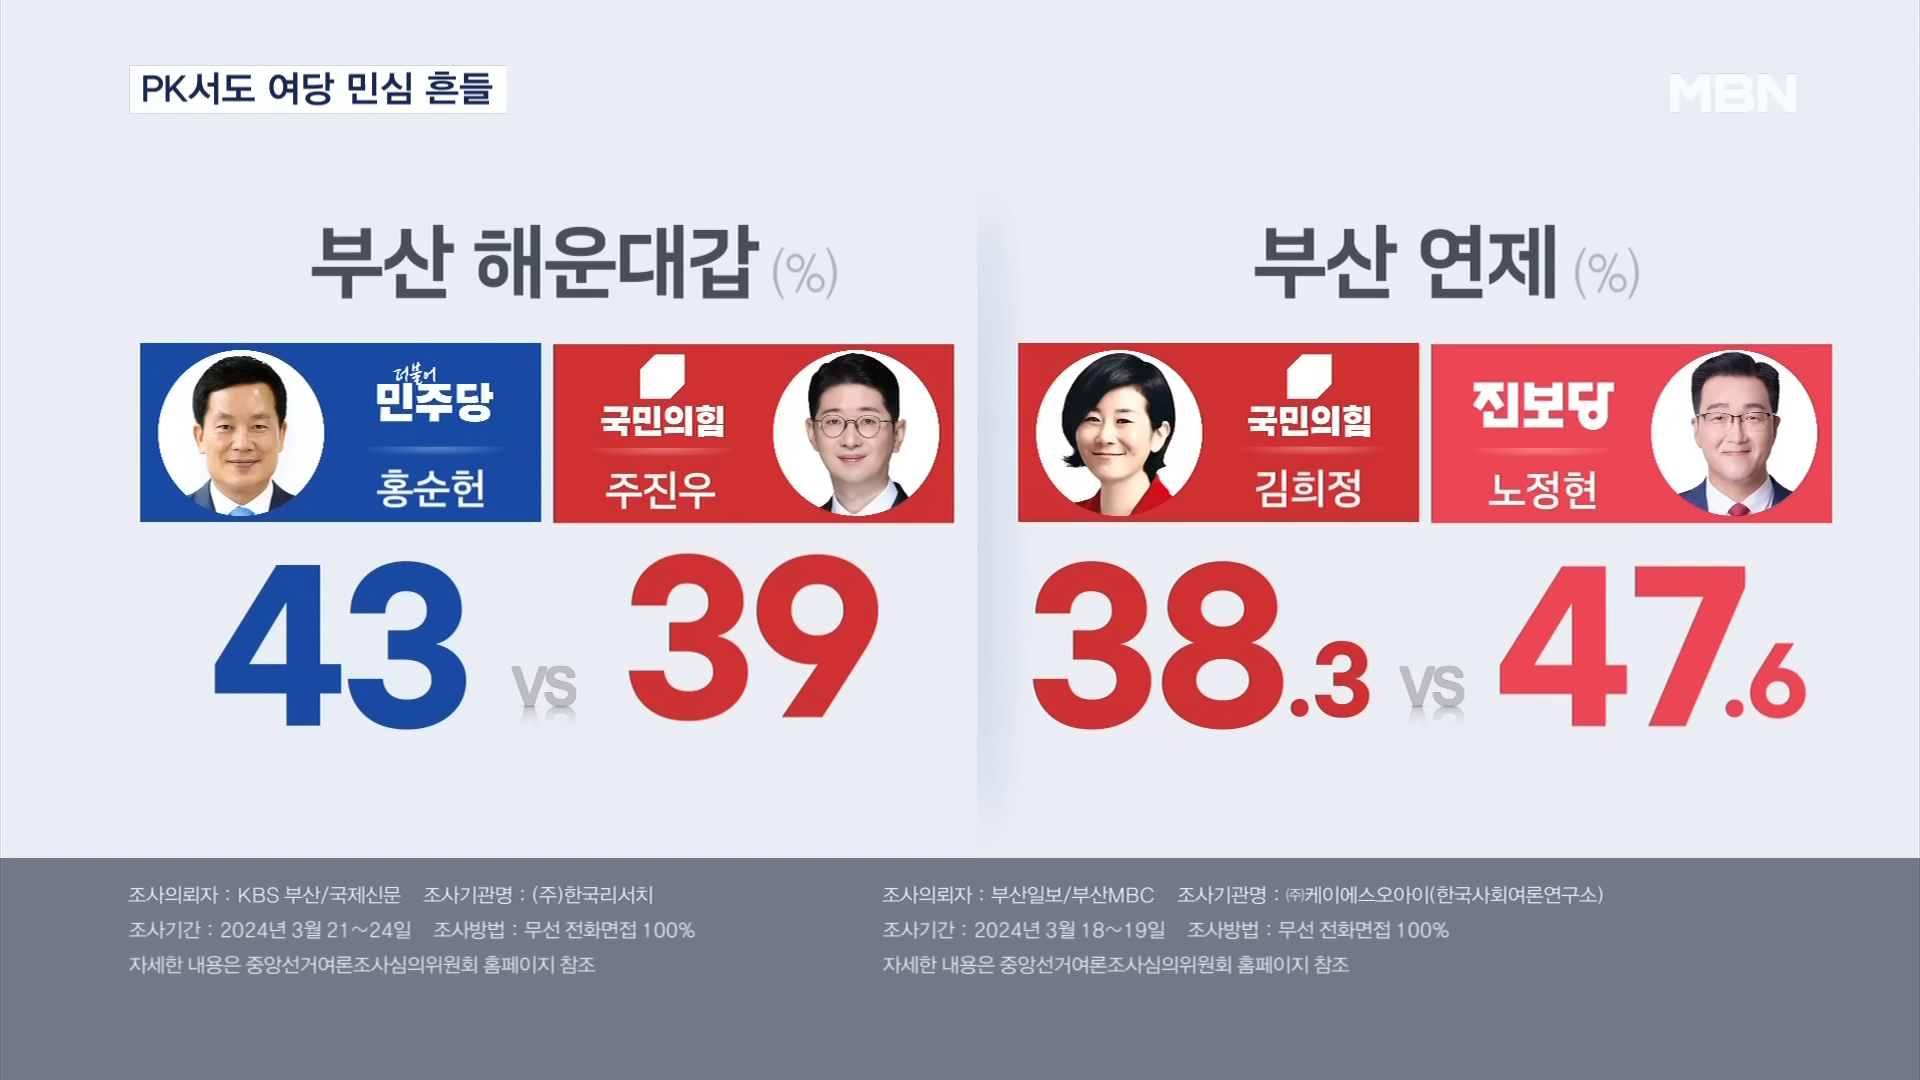 PK서도 여당 민심 흔들
MBN
부산 해운대갑 (%)
더불어
민주당
홍순헌
국민의힘
주진우
43 vs 39
부산 연제 (%)
국민의힘
김희정
진보당
노정현
38.3 vs 47.6
조사의뢰자 : KBS 부산/국제신문 조사기관명 : (주)한국리서치
조사기간 : 2024년 3월 21~24일 조사방법 : 무선 전화면접 100%
자세한 내용은 중앙선거여론조사심의위원회 홈페이지 참조
조사의뢰자 : 부산일보/부산MBC 조사기관명 : ㈜케이에스오아이(한국사회여론연구소)
조사기간 : 2024년 3월 18~19일 조사방법 : 무선 전화면접 100%
자세한 내용은 중앙선거여론조사심의위원회 홈페이지 참조